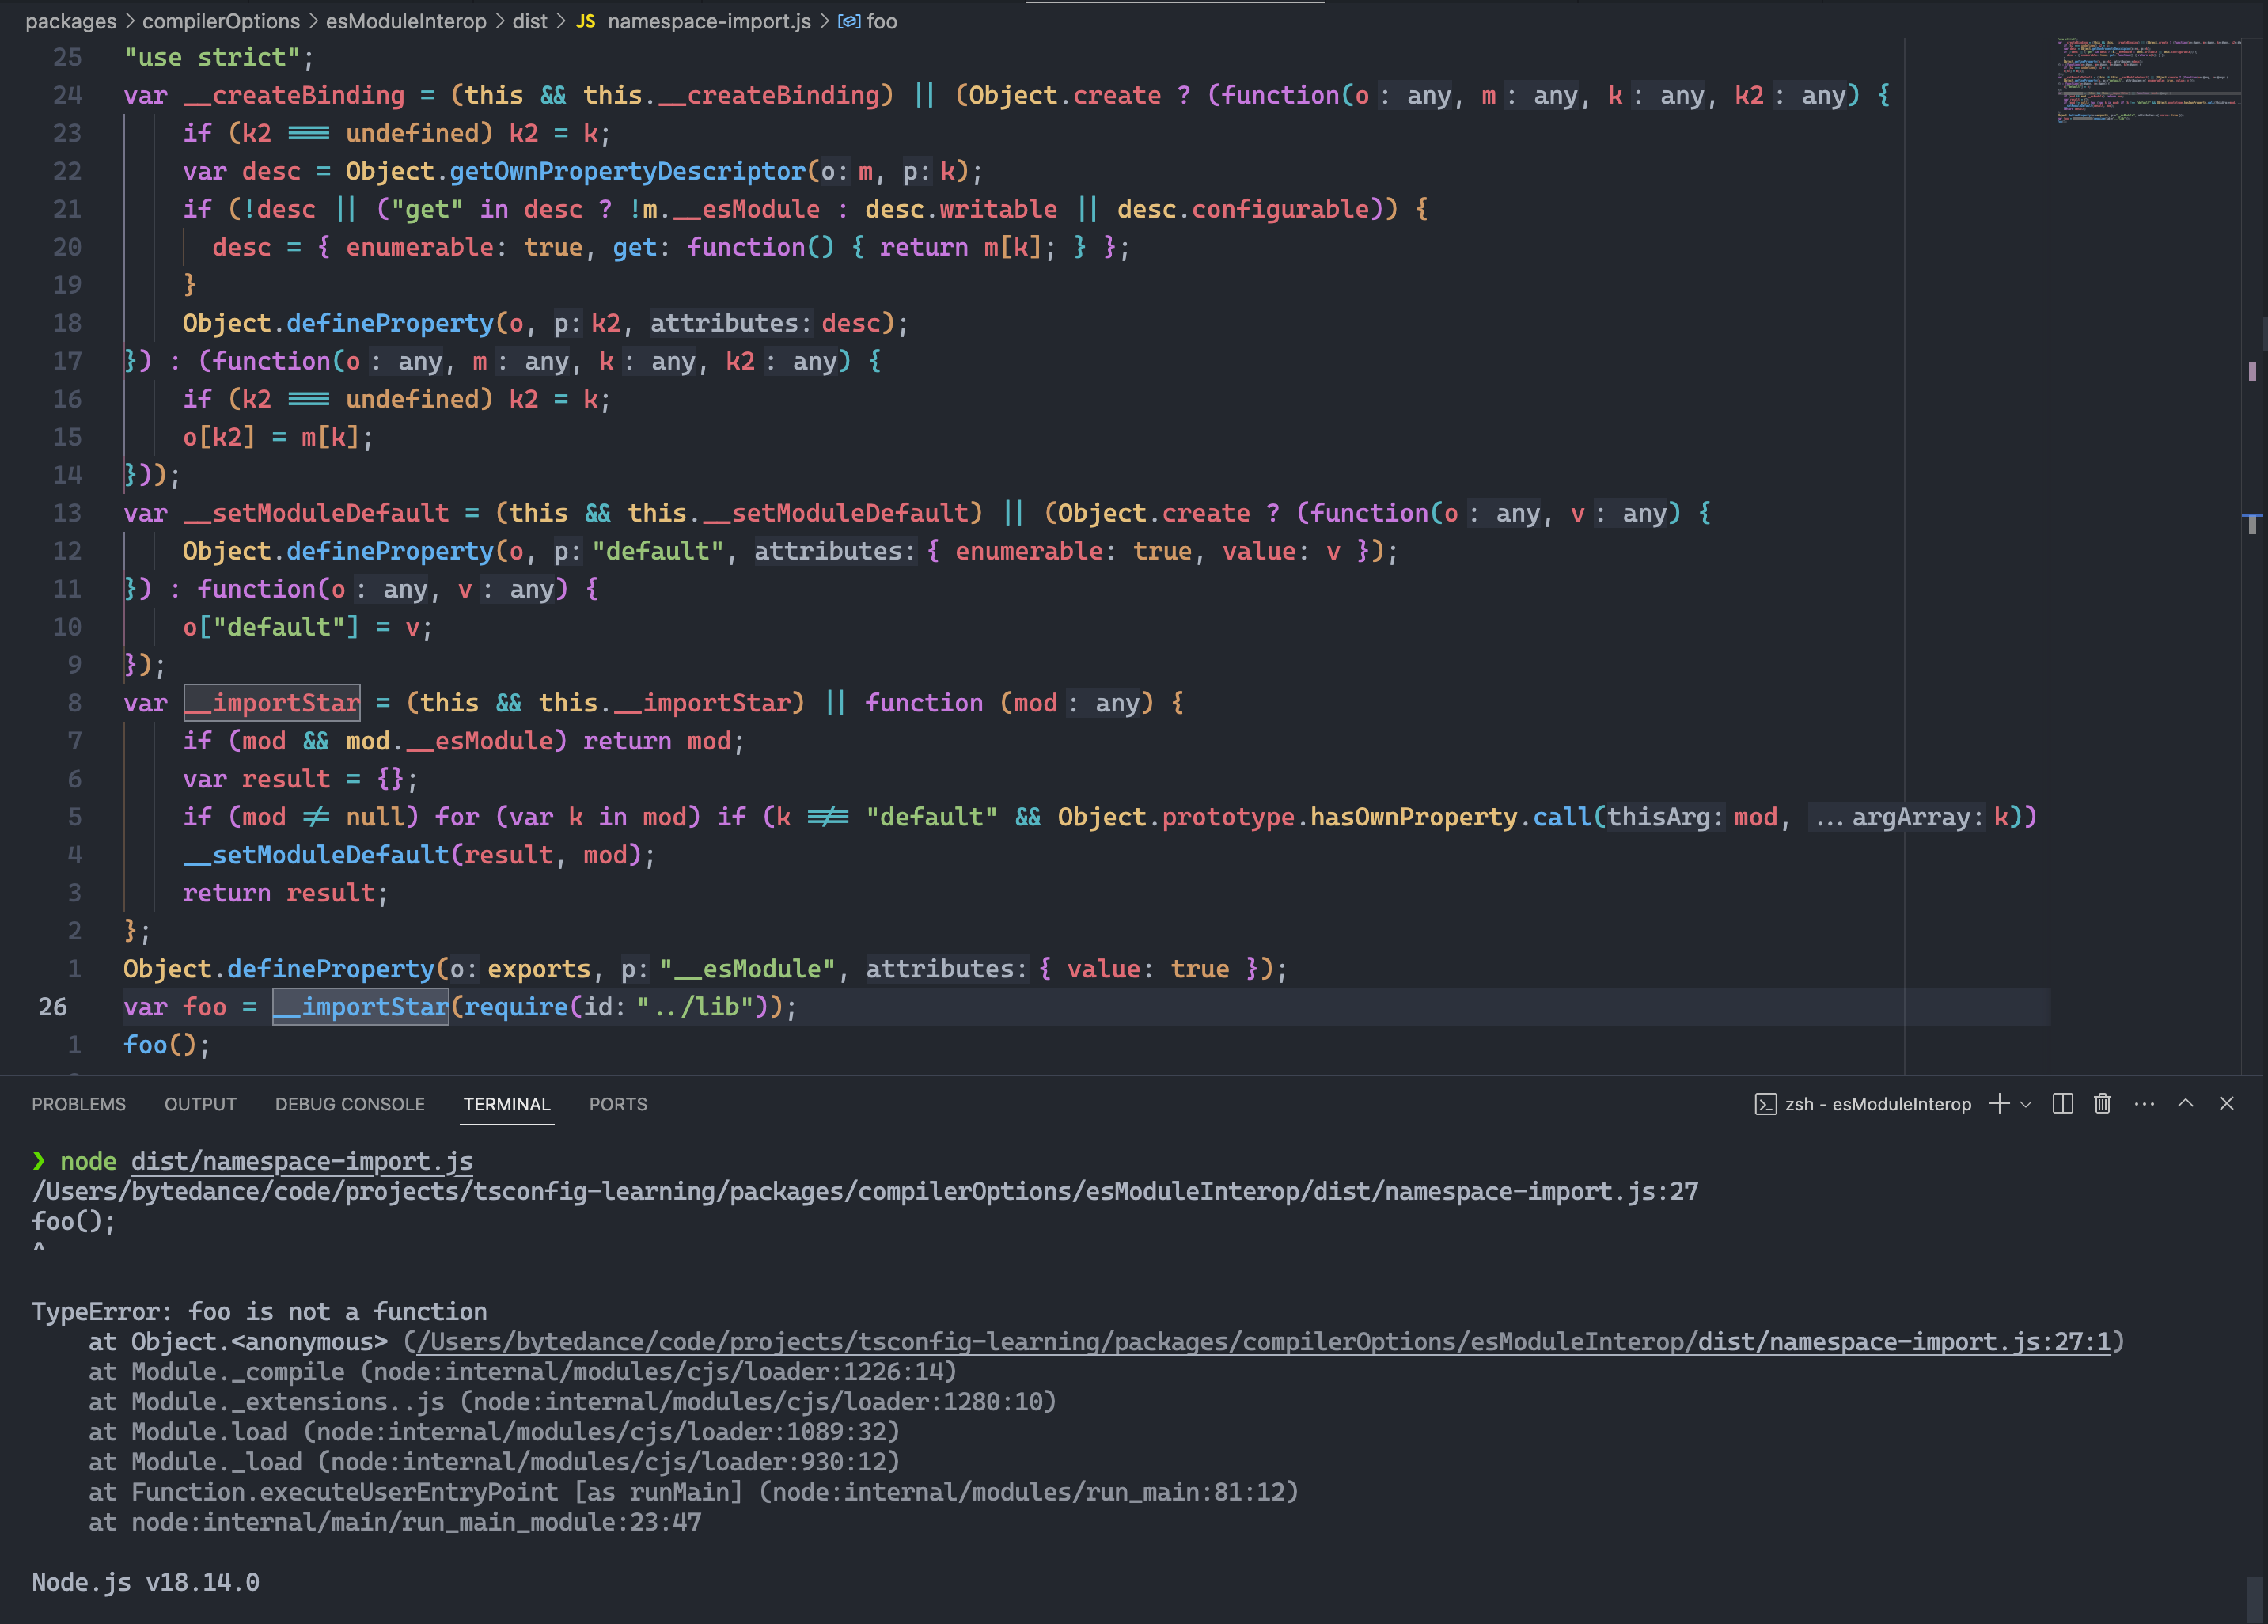 packages > compilerOptions > esModuleInterop > dist > JS namespace-import.js > foo
25 "use strict";
24 var __createBinding = (this && this.__createBinding) || (Object.create ? (function(o: any, m: any, k: any, k2: any) {
23 if (k2 === undefined) k2 = k;
22 var desc = Object.getOwnPropertyDescriptor(o: m, p: k);
21 if (!desc || ("get" in desc ? !m.__esModule : desc.writable || desc.configurable)) {
20 desc = { enumerable: true, get: function() { return m[k]; } };
19 }
18 Object.defineProperty(o, p: k2, attributes: desc);
17 }) : (function(o: any, m: any, k: any, k2: any) {
16 if (k2 === undefined) k2 = k;
15 o[k2] = m[k];
14 }));
13 var __setModuleDefault = (this && this.__setModuleDefault) || (Object.create ? (function(o: any, v: any) {
12 Object.defineProperty(o, p: "default", attributes: { enumerable: true, value: v });
11 }) : function(o: any, v: any) {
10 o["default"] = v;
9 });
8 var __importStar = (this && this.__importStar) || function (mod: any) {
7 if (mod && mod.__esModule) return mod;
6 var result = {};
5 if (mod != null) for (var k in mod) if (k !== "default" && Object.prototype.hasOwnProperty.call(thisArg: mod, ...argArray: k))
4 __setModuleDefault(result, mod);
3 return result;
2 };
1 Object.defineProperty(o: exports, p: "__esModule", attributes: { value: true });
26 var foo = __importStar(require(id: "../lib"));
1 foo();
PROBLEMS OUTPUT DEBUG CONSOLE TERMINAL PORTS zsh - esModuleInterop
❯ node dist/namespace-import.js
/Users/bytedance/code/projects/tsconfig-learning/packages/compilerOptions/esModuleInterop/dist/namespace-import.js:27
foo();
^
TypeError: foo is not a function
at Object.<anonymous> (/Users/bytedance/code/projects/tsconfig-learning/packages/compilerOptions/esModuleInterop/dist/namespace-import.js:27:1)
at Module._compile (node:internal/modules/cjs/loader:1226:14)
at Module._extensions..js (node:internal/modules/cjs/loader:1280:10)
at Module.load (node:internal/modules/cjs/loader:1089:32)
at Module._load (node:internal/modules/cjs/loader:930:12)
at Function.executeUserEntryPoint [as runMain] (node:internal/modules/run_main:81:12)
at node:internal/main/run_main_module:23:47
Node.js v18.14.0